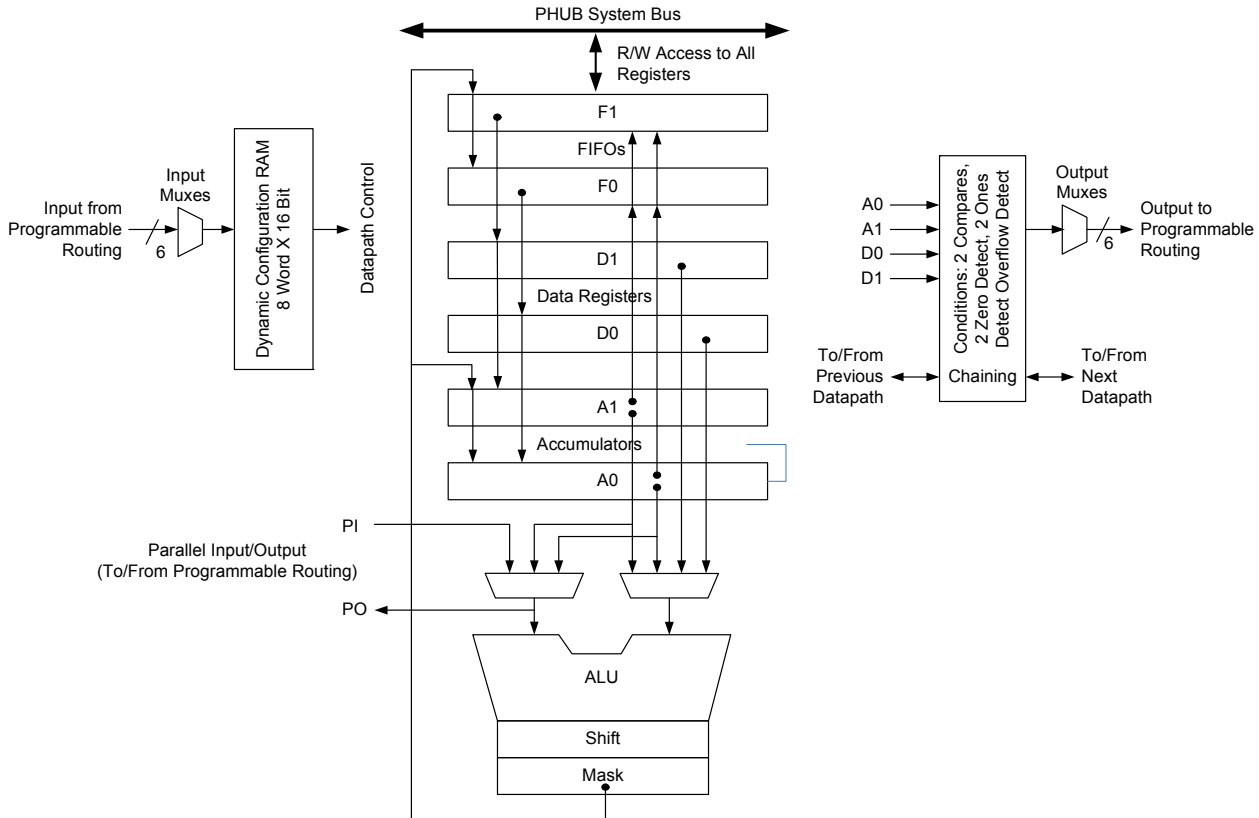 PHUB System Bus
R/W Access to All
Registers
F1
FIFOs
F0
D1
Data Registers
D0
A1
Accumulators
A0
Input from
Programmable
Routing
6
Input
Muxes
Dynamic Configuration RAM
8 Word X 16 Bit
Datapath Control
A0
A1
D0
D1
Conditions: 2 Compares,
2 Zero Detect, 2 Ones
Detect Overflow Detect
Output
Muxes
6
Output to
Programmable
Routing
To/From
Previous
Datapath
Chaining
To/From
Next
Datapath
PI
Parallel Input/Output
(To/From Programmable Routing)
PO
ALU
Shift
Mask